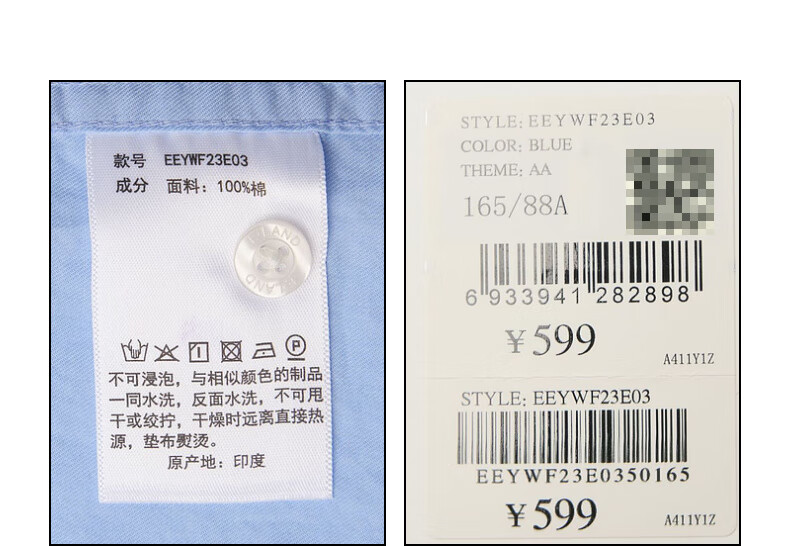 款号 EEYWF23E03
成分 面料：100%棉
不可浸泡，与相似颜色的制品
一同水洗，反面水洗，不可甩
干或绞拧，干燥时远离直接热
源，垫布熨烫。
原产地：印度
STYLE: EEYWF23E03
COLOR: BLUE
THEME: AA
165/88A
6 933941 282898
¥599
A411Y1Z
STYLE: EEYWF23E03
EEYWF23E0350165
¥599
A411Y1Z